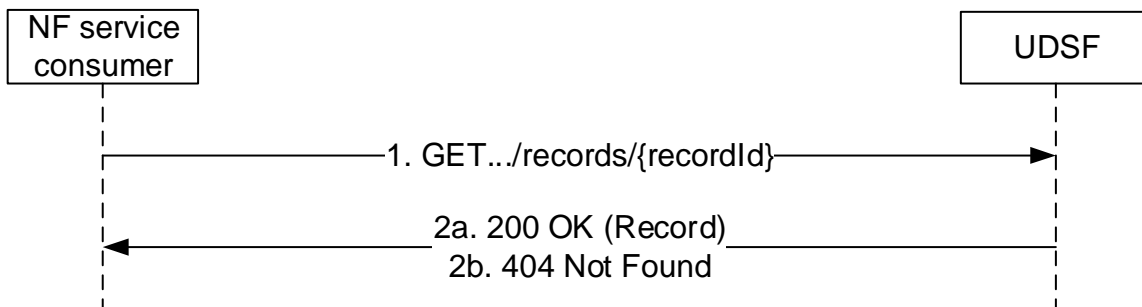 NF service
consumer
UDSF
1. GET.../records/{recordId}
2a. 200 OK (Record)
2b. 404 Not Found